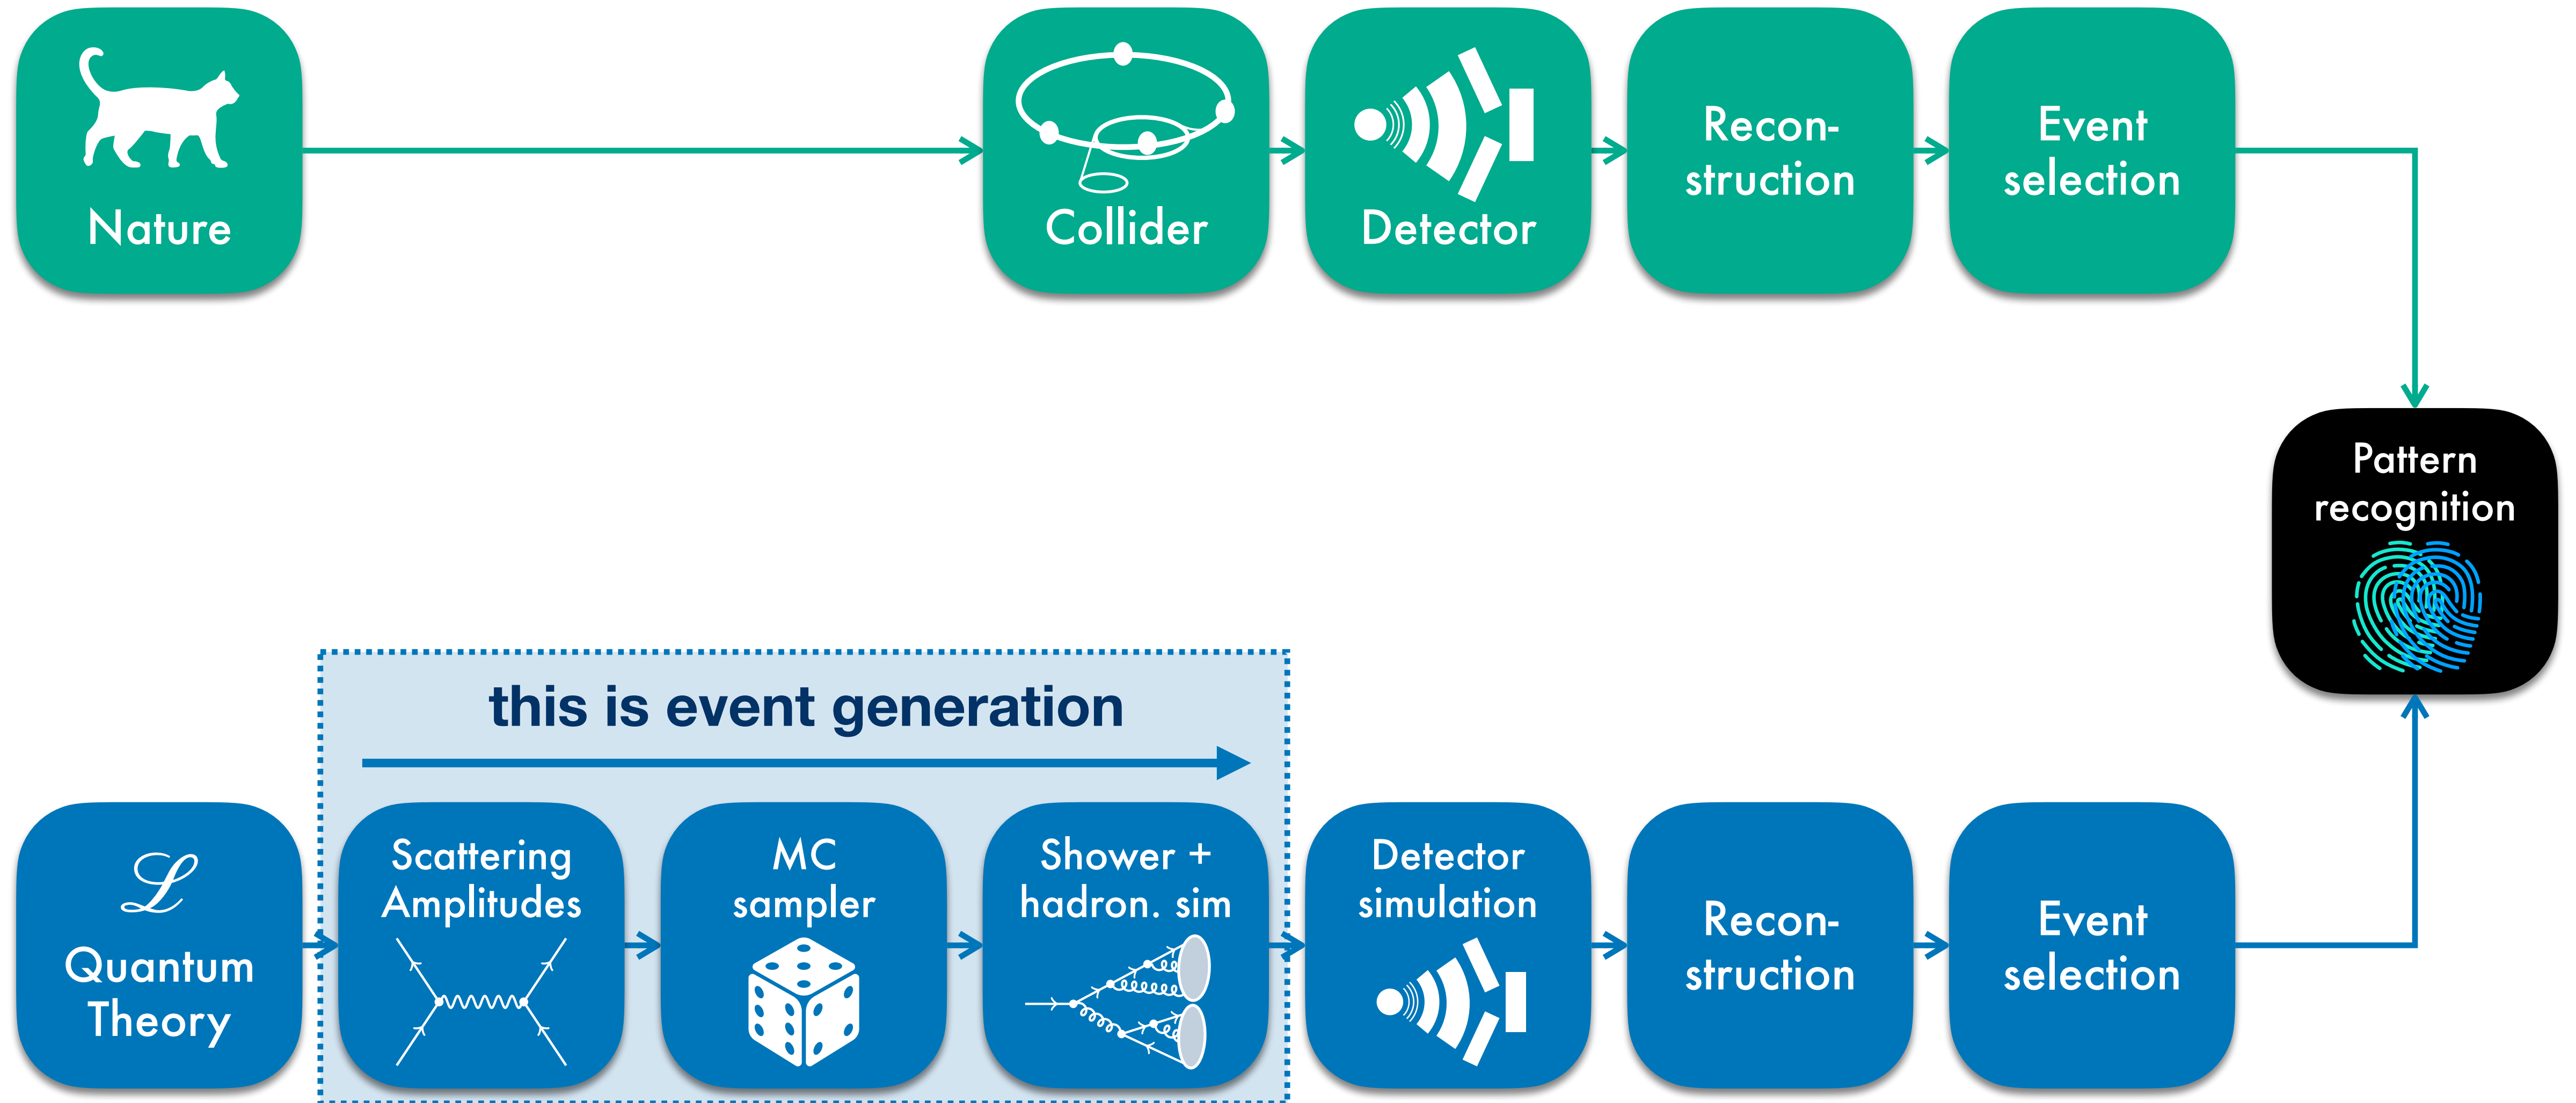 Nature
Collider
Detector
Recon-
struction
Event
selection
Pattern
recognition
this is event generation
ℒ
Quantum
Theory
Scattering
Amplitudes
MC
sampler
Shower +
hadron. sim
Detector
simulation
Recon-
struction
Event
selection